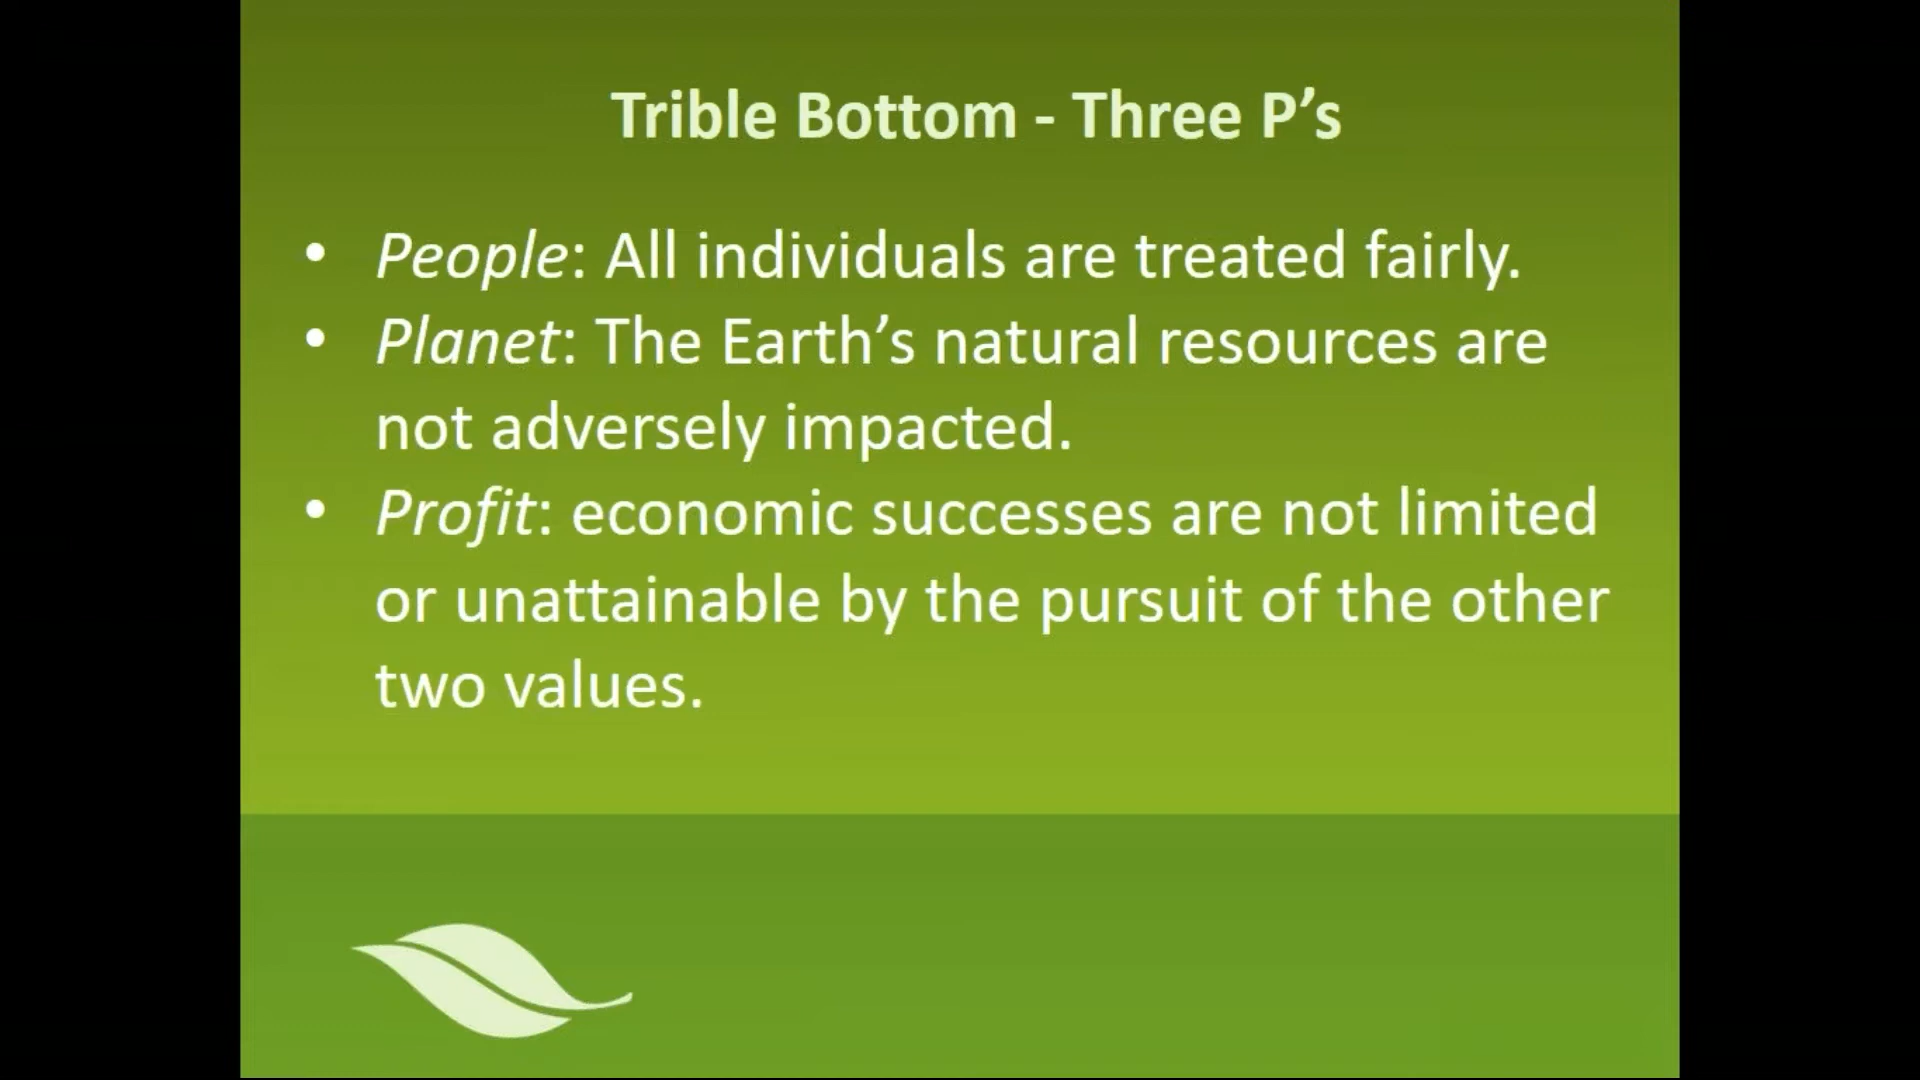 Trible Bottom - Three P’s
• People: All individuals are treated fairly.
• Planet: The Earth’s natural resources are
not adversely impacted.
• Profit: economic successes are not limited
or unattainable by the pursuit of the other
two values.